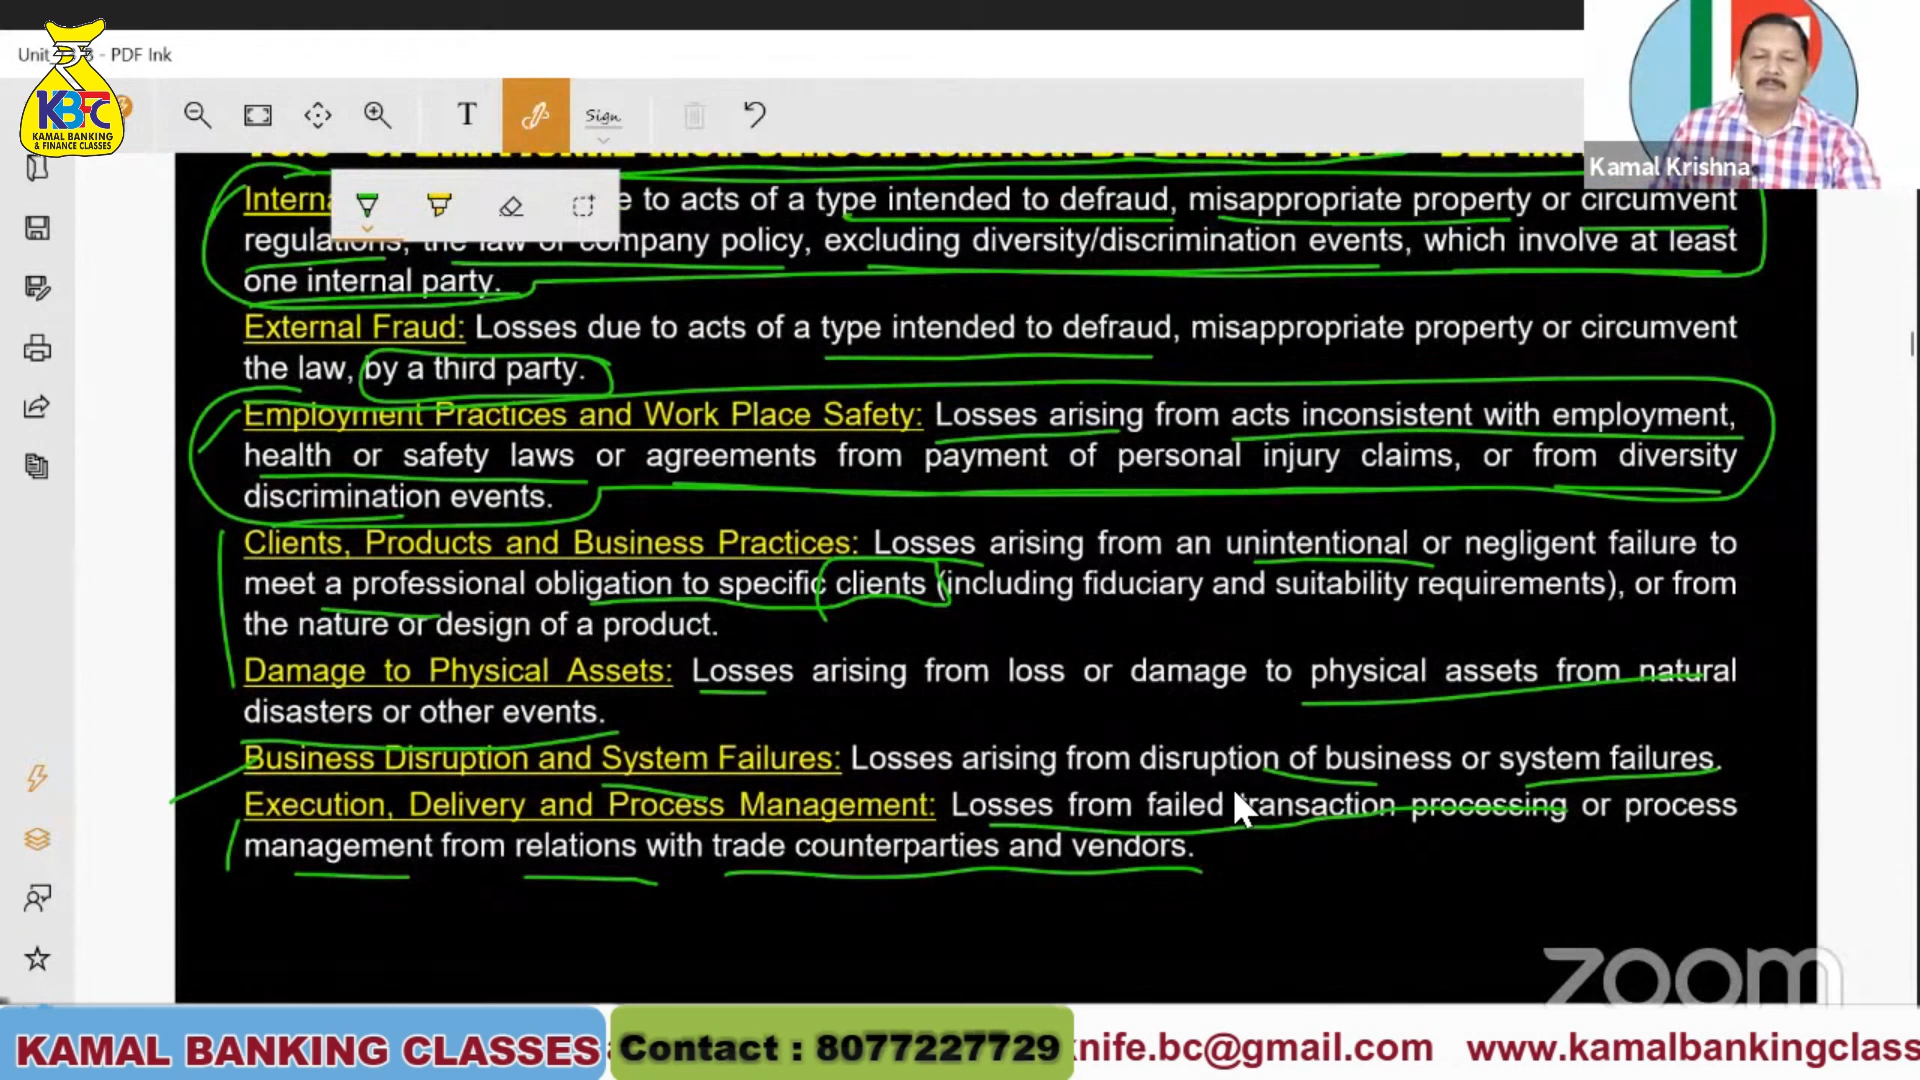 Unit
- PDF Ink
KBFC
KAMAL BANKING
& FINANCE CLASSES
T
Sign
Kamal Krishna
e to acts of a type intended to defraud, misappropriate property or circumvent
regulations, the law or company policy, excluding diversity/discrimination events, which involve at least
one internal party.
External Fraud: Losses due to acts of a type intended to defraud, misappropriate property or circumvent
the law, by a third party.
Employment Practices and Work Place Safety: Losses arising from acts inconsistent with employment,
health or safety laws or agreements from payment of personal injury claims, or from diversity
discrimination events.
Clients, Products and Business Practices: Losses arising from an unintentional or negligent failure to
meet a professional obligation to specific clients (including fiduciary and suitability requirements), or from
the nature or design of a product.
Damage to Physical Assets: Losses arising from loss or damage to physical assets from natural
disasters or other events.
Business Disruption and System Failures: Losses arising from disruption of business or system failures.
Execution, Delivery and Process Management: Losses from failed transaction processing or process
management from relations with trade counterparties and vendors.
zoom
KAMAL BANKING CLASSES
Contact : 8077227729
knife.bc@gmail.com
www.kamalbankingclass